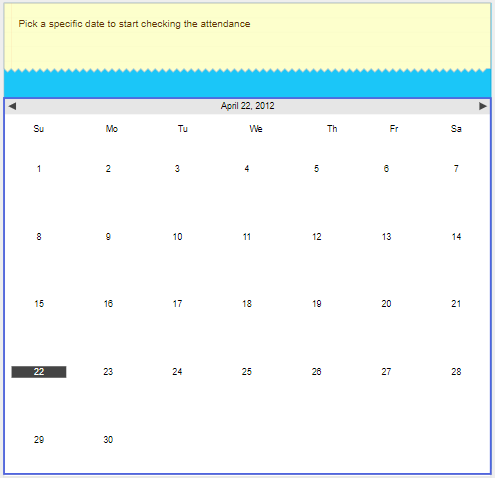 Pick a specific date to start checking the attendance
April 22, 2012
Su Mo Tu We Th Fr Sa
1 2 3 4 5 6 7
8 9 10 11 12 13 14
15 16 17 18 19 20 21
22 23 24 25 26 27 28
29 30